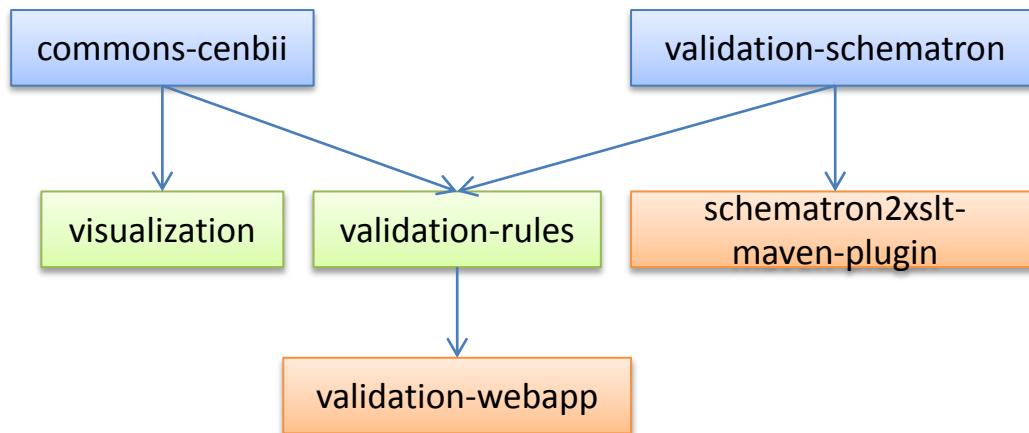 commons-cenbii
validation-schematron
visualization
validation-rules
schematron2xslt-
maven-plugin
validation-webapp